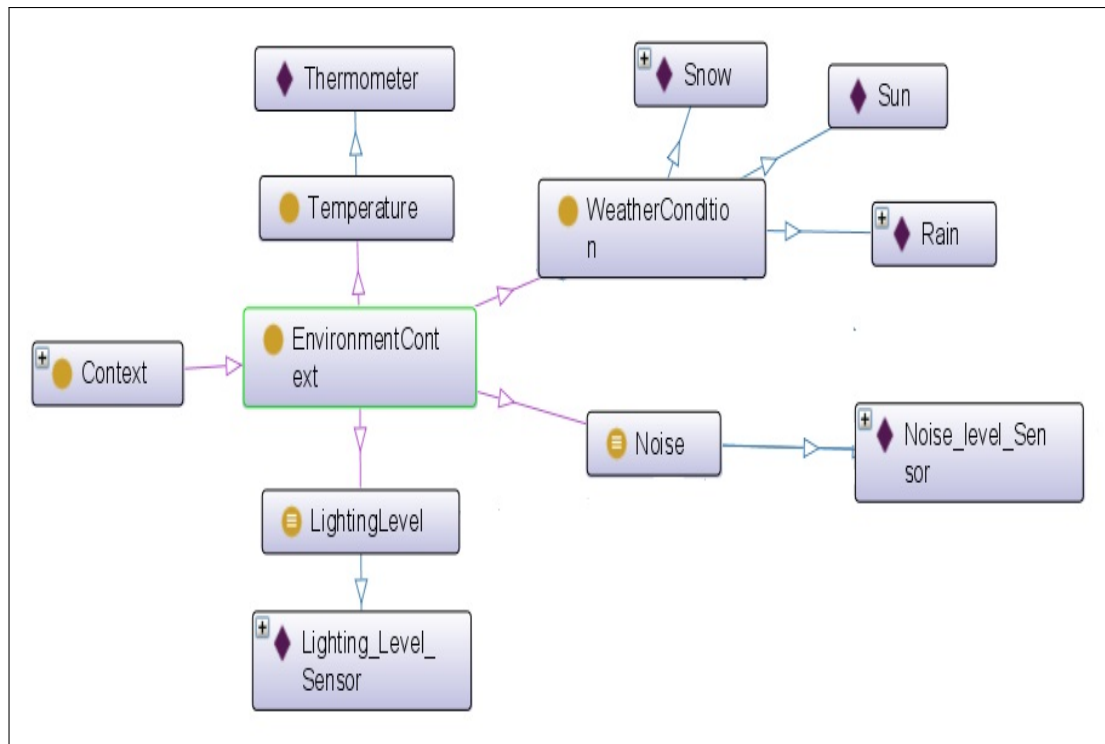 Thermometer
Snow
Sun
Temperature
WeatherConditio
n
Rain
EnvironmentCont
ext
Context
Noise
Noise_level_Sen
sor
LightingLevel
Lighting_Level_
Sensor